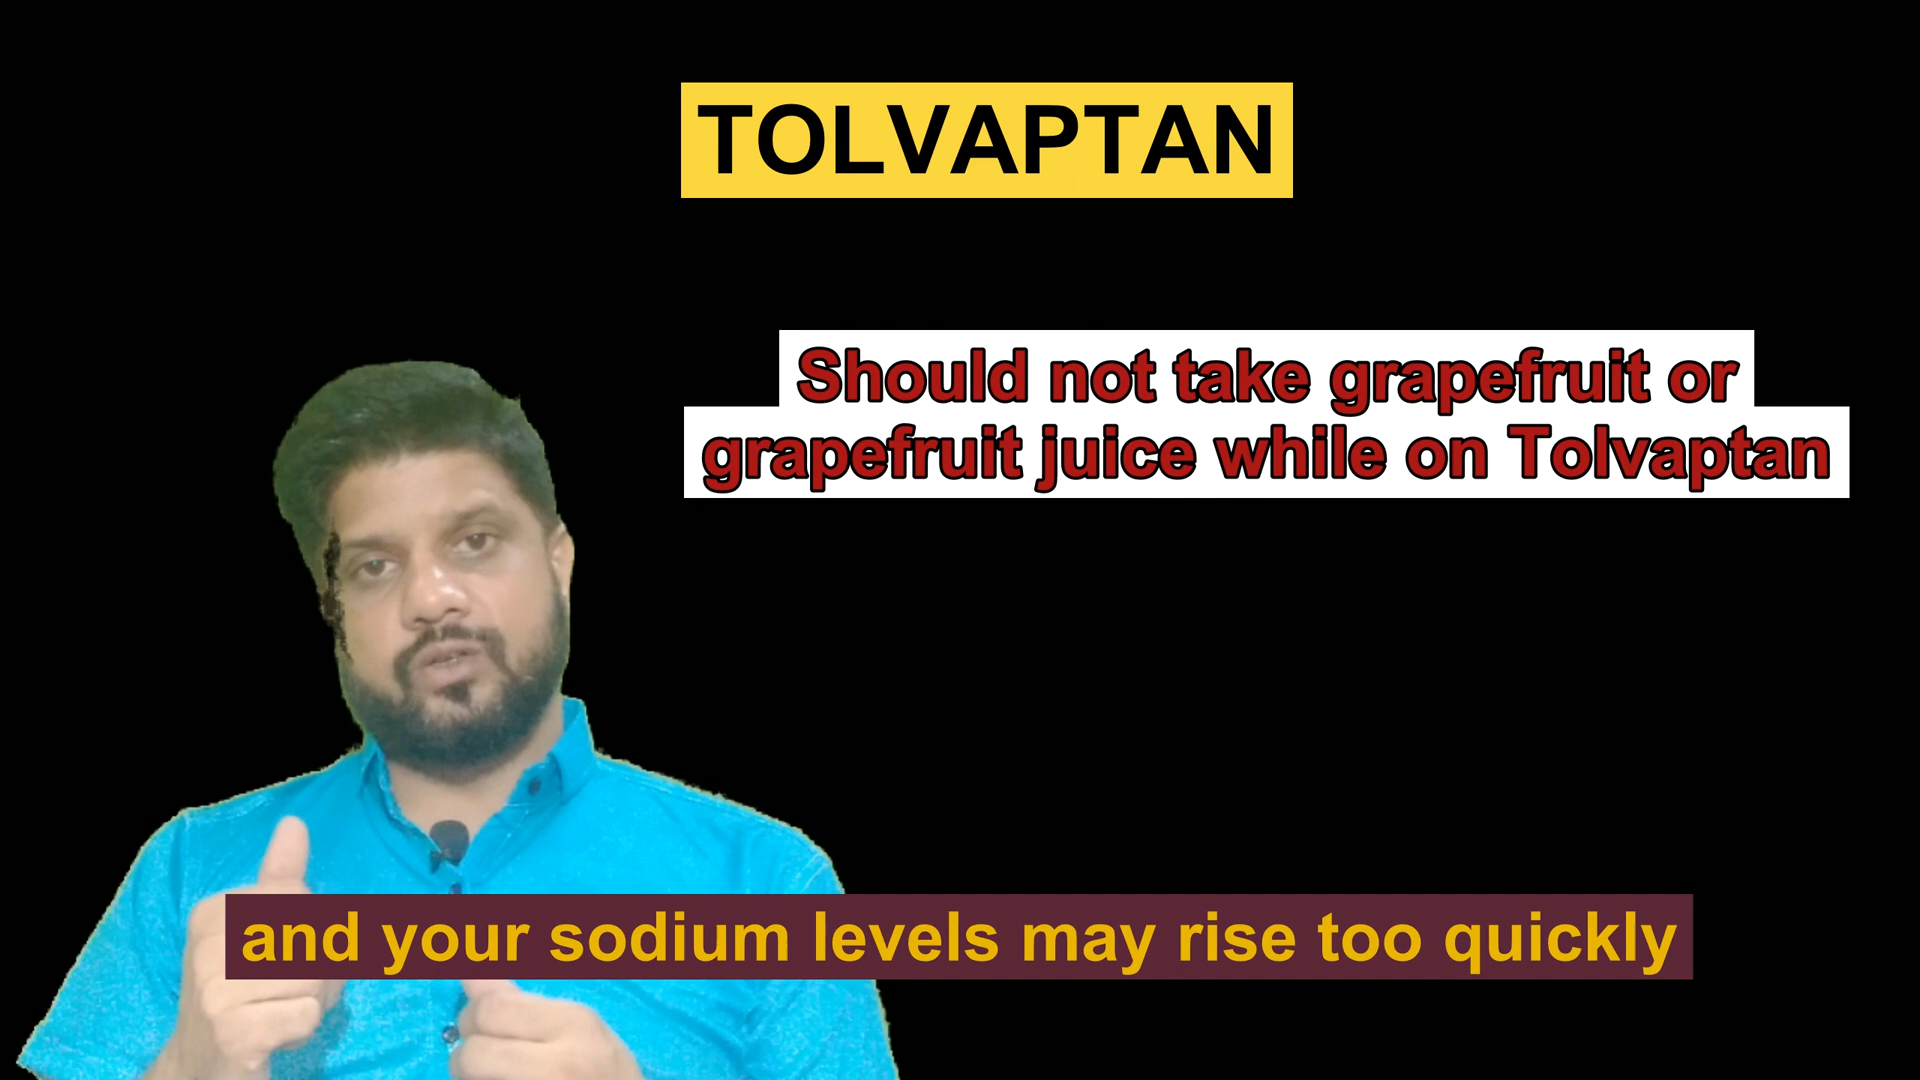 TOLVAPTAN
Should not take grapefruit or
grapefruit juice while on Tolvaptan
and your sodium levels may rise too quickly